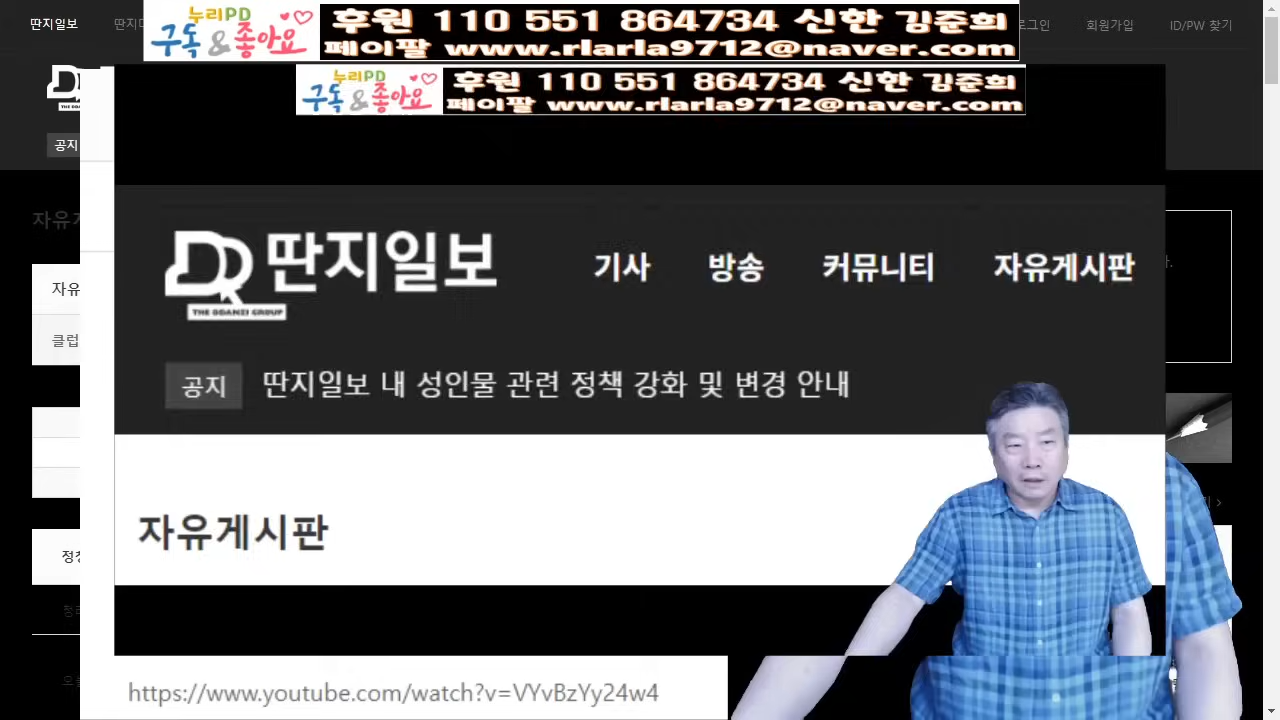 딴지일보
로그인 회원가입 ID/PW 찾기
누리PD
구독&좋아요
후원 110 551 864734 신한 김준희
페이팔 www.rlarla9712@naver.com
누리PD
구독&좋아요
후원 110 551 864734 신한 김준희
페이팔 www.rlarla9712@naver.com
공지
딴지일보
THE DDANZI GROUP
기사 방송 커뮤니티 자유게시판
공지 딴지일보 내 성인물 관련 정책 강화 및 변경 안내
자유게시판
자유
클럽
https://www.youtube.com/watch?v=VYvBzYy24w4